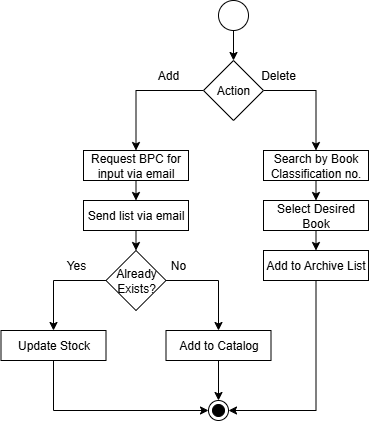 Add
Delete
Action
Request BPC for
input via email
Search by Book
Classification no.
Send list via email
Select Desired
Book
Yes
Already
Exists?
No
Add to Archive List
Update Stock
Add to Catalog